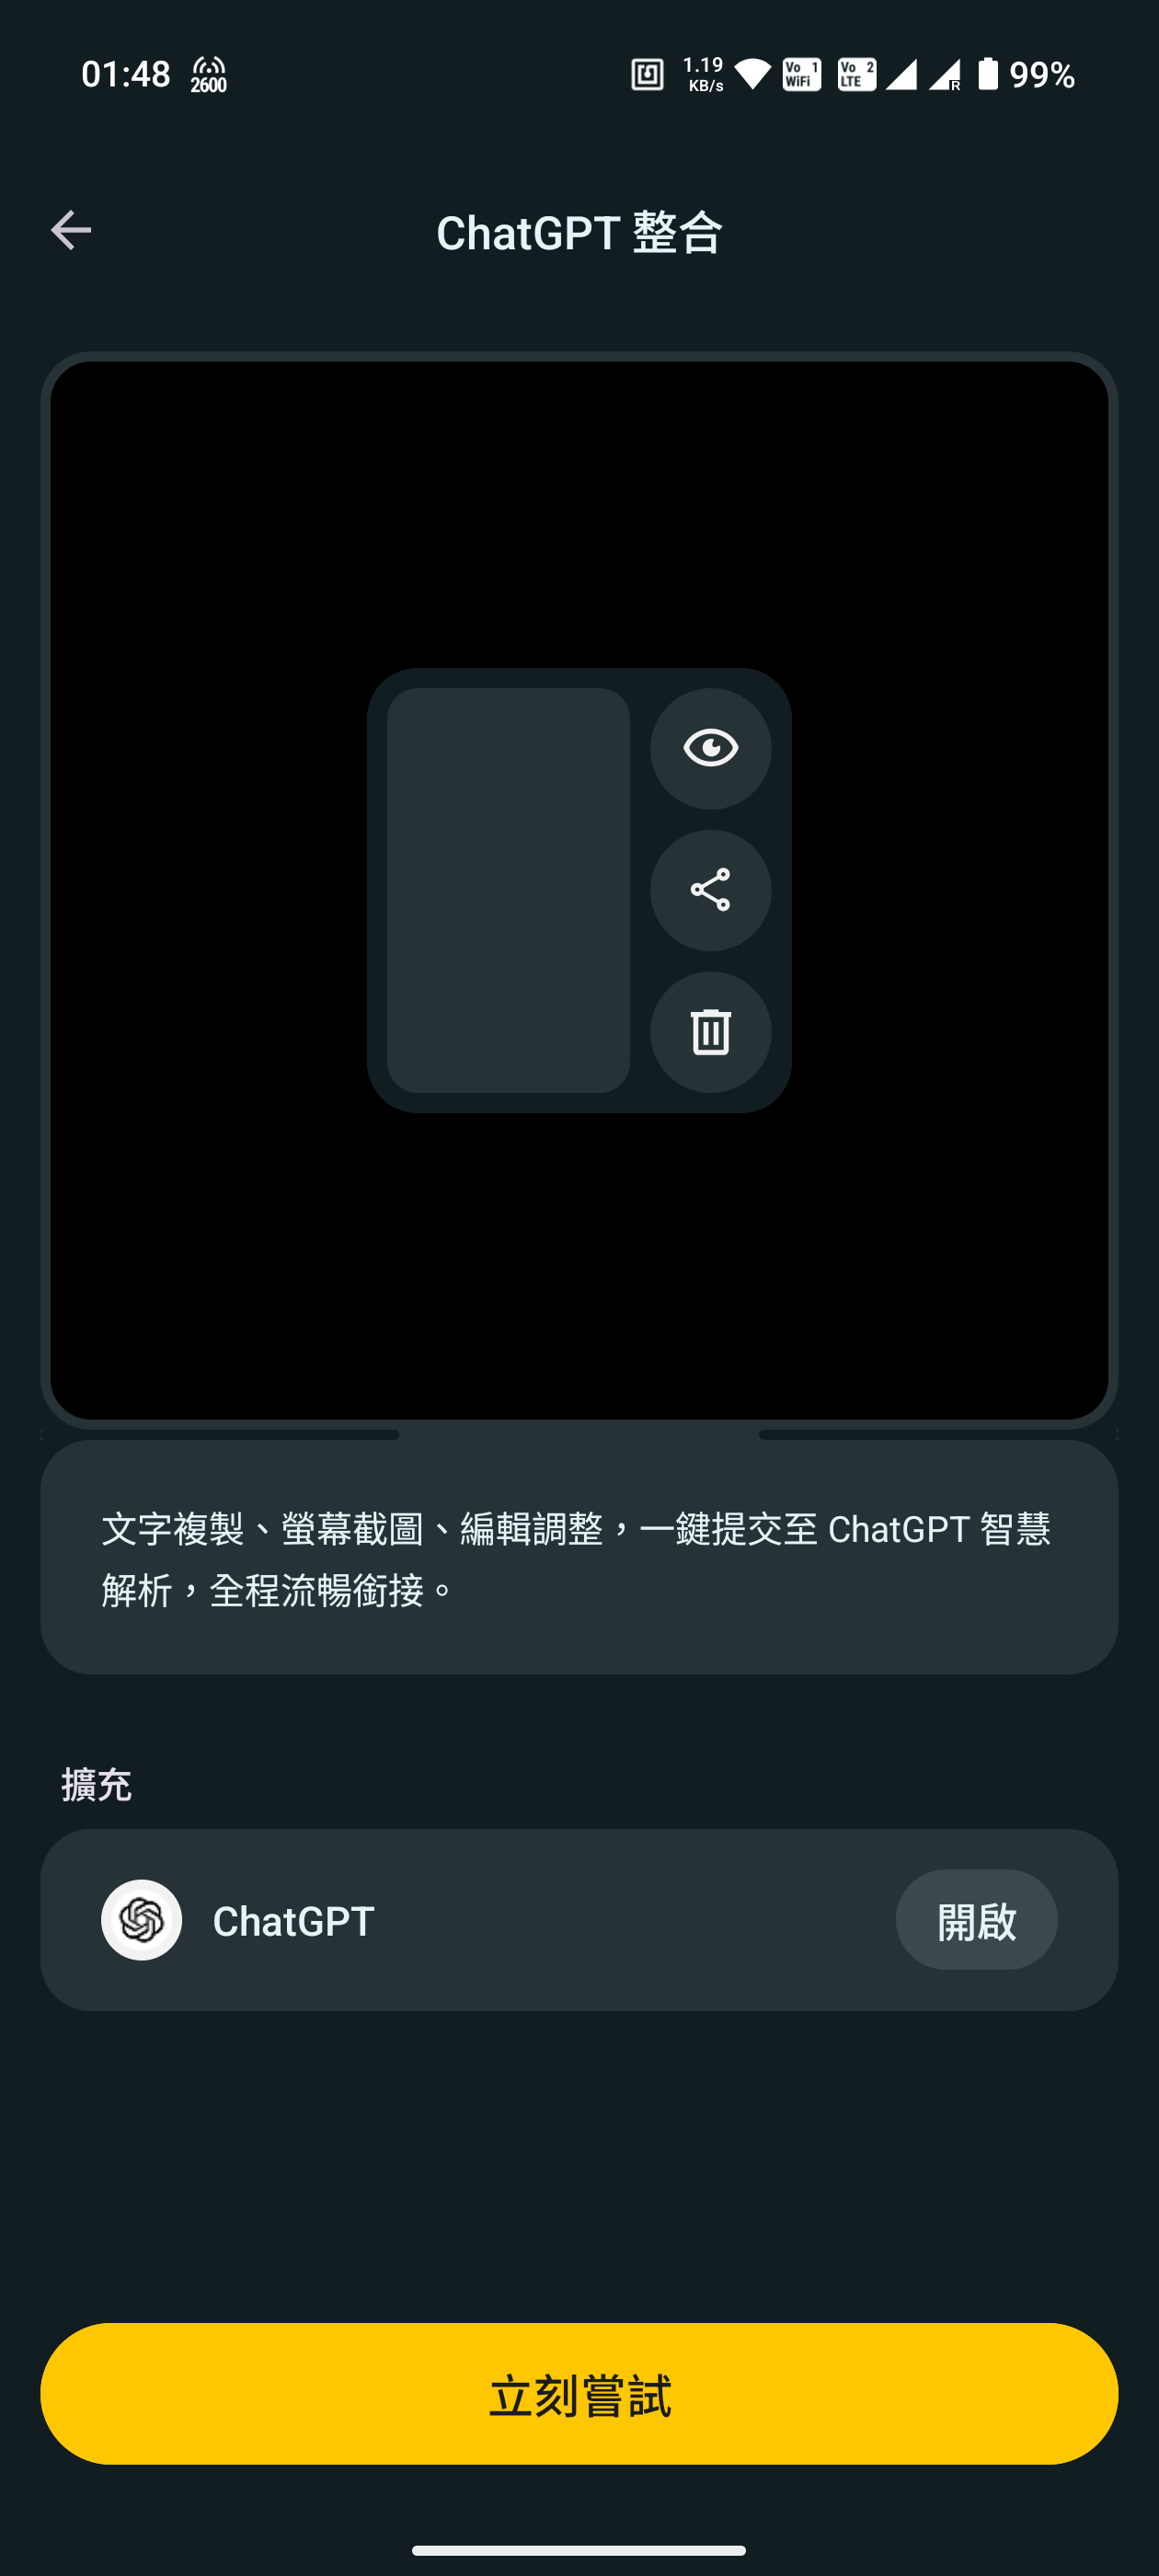 01:48 2600 1.19 KB/s Vo WiFi 1 Vo LTE 2 R 99%
ChatGPT 整合
文字複製、螢幕截圖、編輯調整，一鍵提交至 ChatGPT 智慧
解析，全程流暢銜接。
擴充
ChatGPT 開啟
立刻嘗試